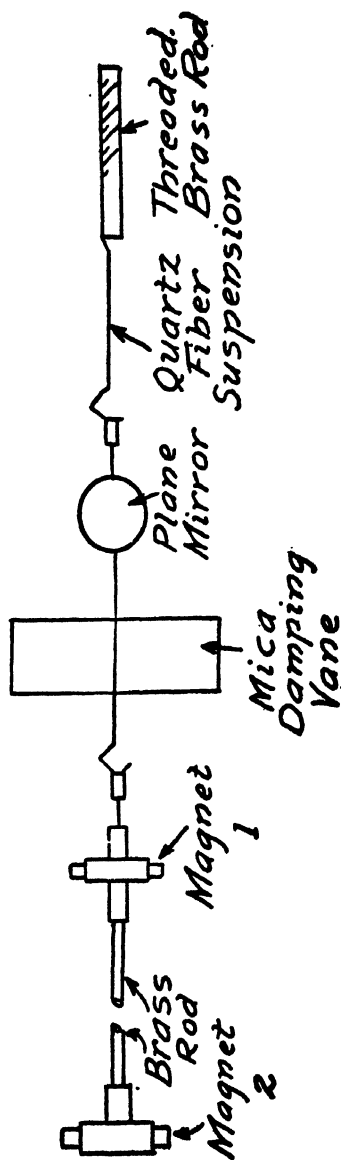 Threaded.
Brass Rod
Quartz
Fiber
Suspension
Plane
Mirror
Mica
Damping
Vane
Magnet
1
Brass
Rod
Magnet
2